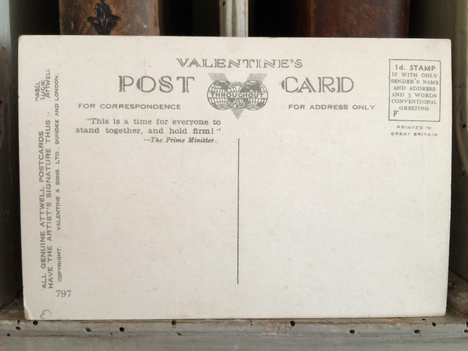 VALENTINE'S
POST CARD
FOR CORRESPONDENCE
FOR ADDRESS ONLY
"This is a time for everyone to
stand together, and hold firm!"
—The Prime Minister.
1d. STAMP
IF WITH ONLY
SENDER'S NAME
AND ADDRESS
AND 5 WORDS
CONVENTIONAL
GREETING
F
PRINTED IN
GREAT BRITAIN
ALL GENUINE ATTWELL POSTCARDS
HAVE THE ARTIST'S SIGNATURE THUS :-
MABEL
LUCIE
ATTWELL
COPYRIGHT. VALENTINE & SONS LTD., DUNDEE AND LONDON.
797